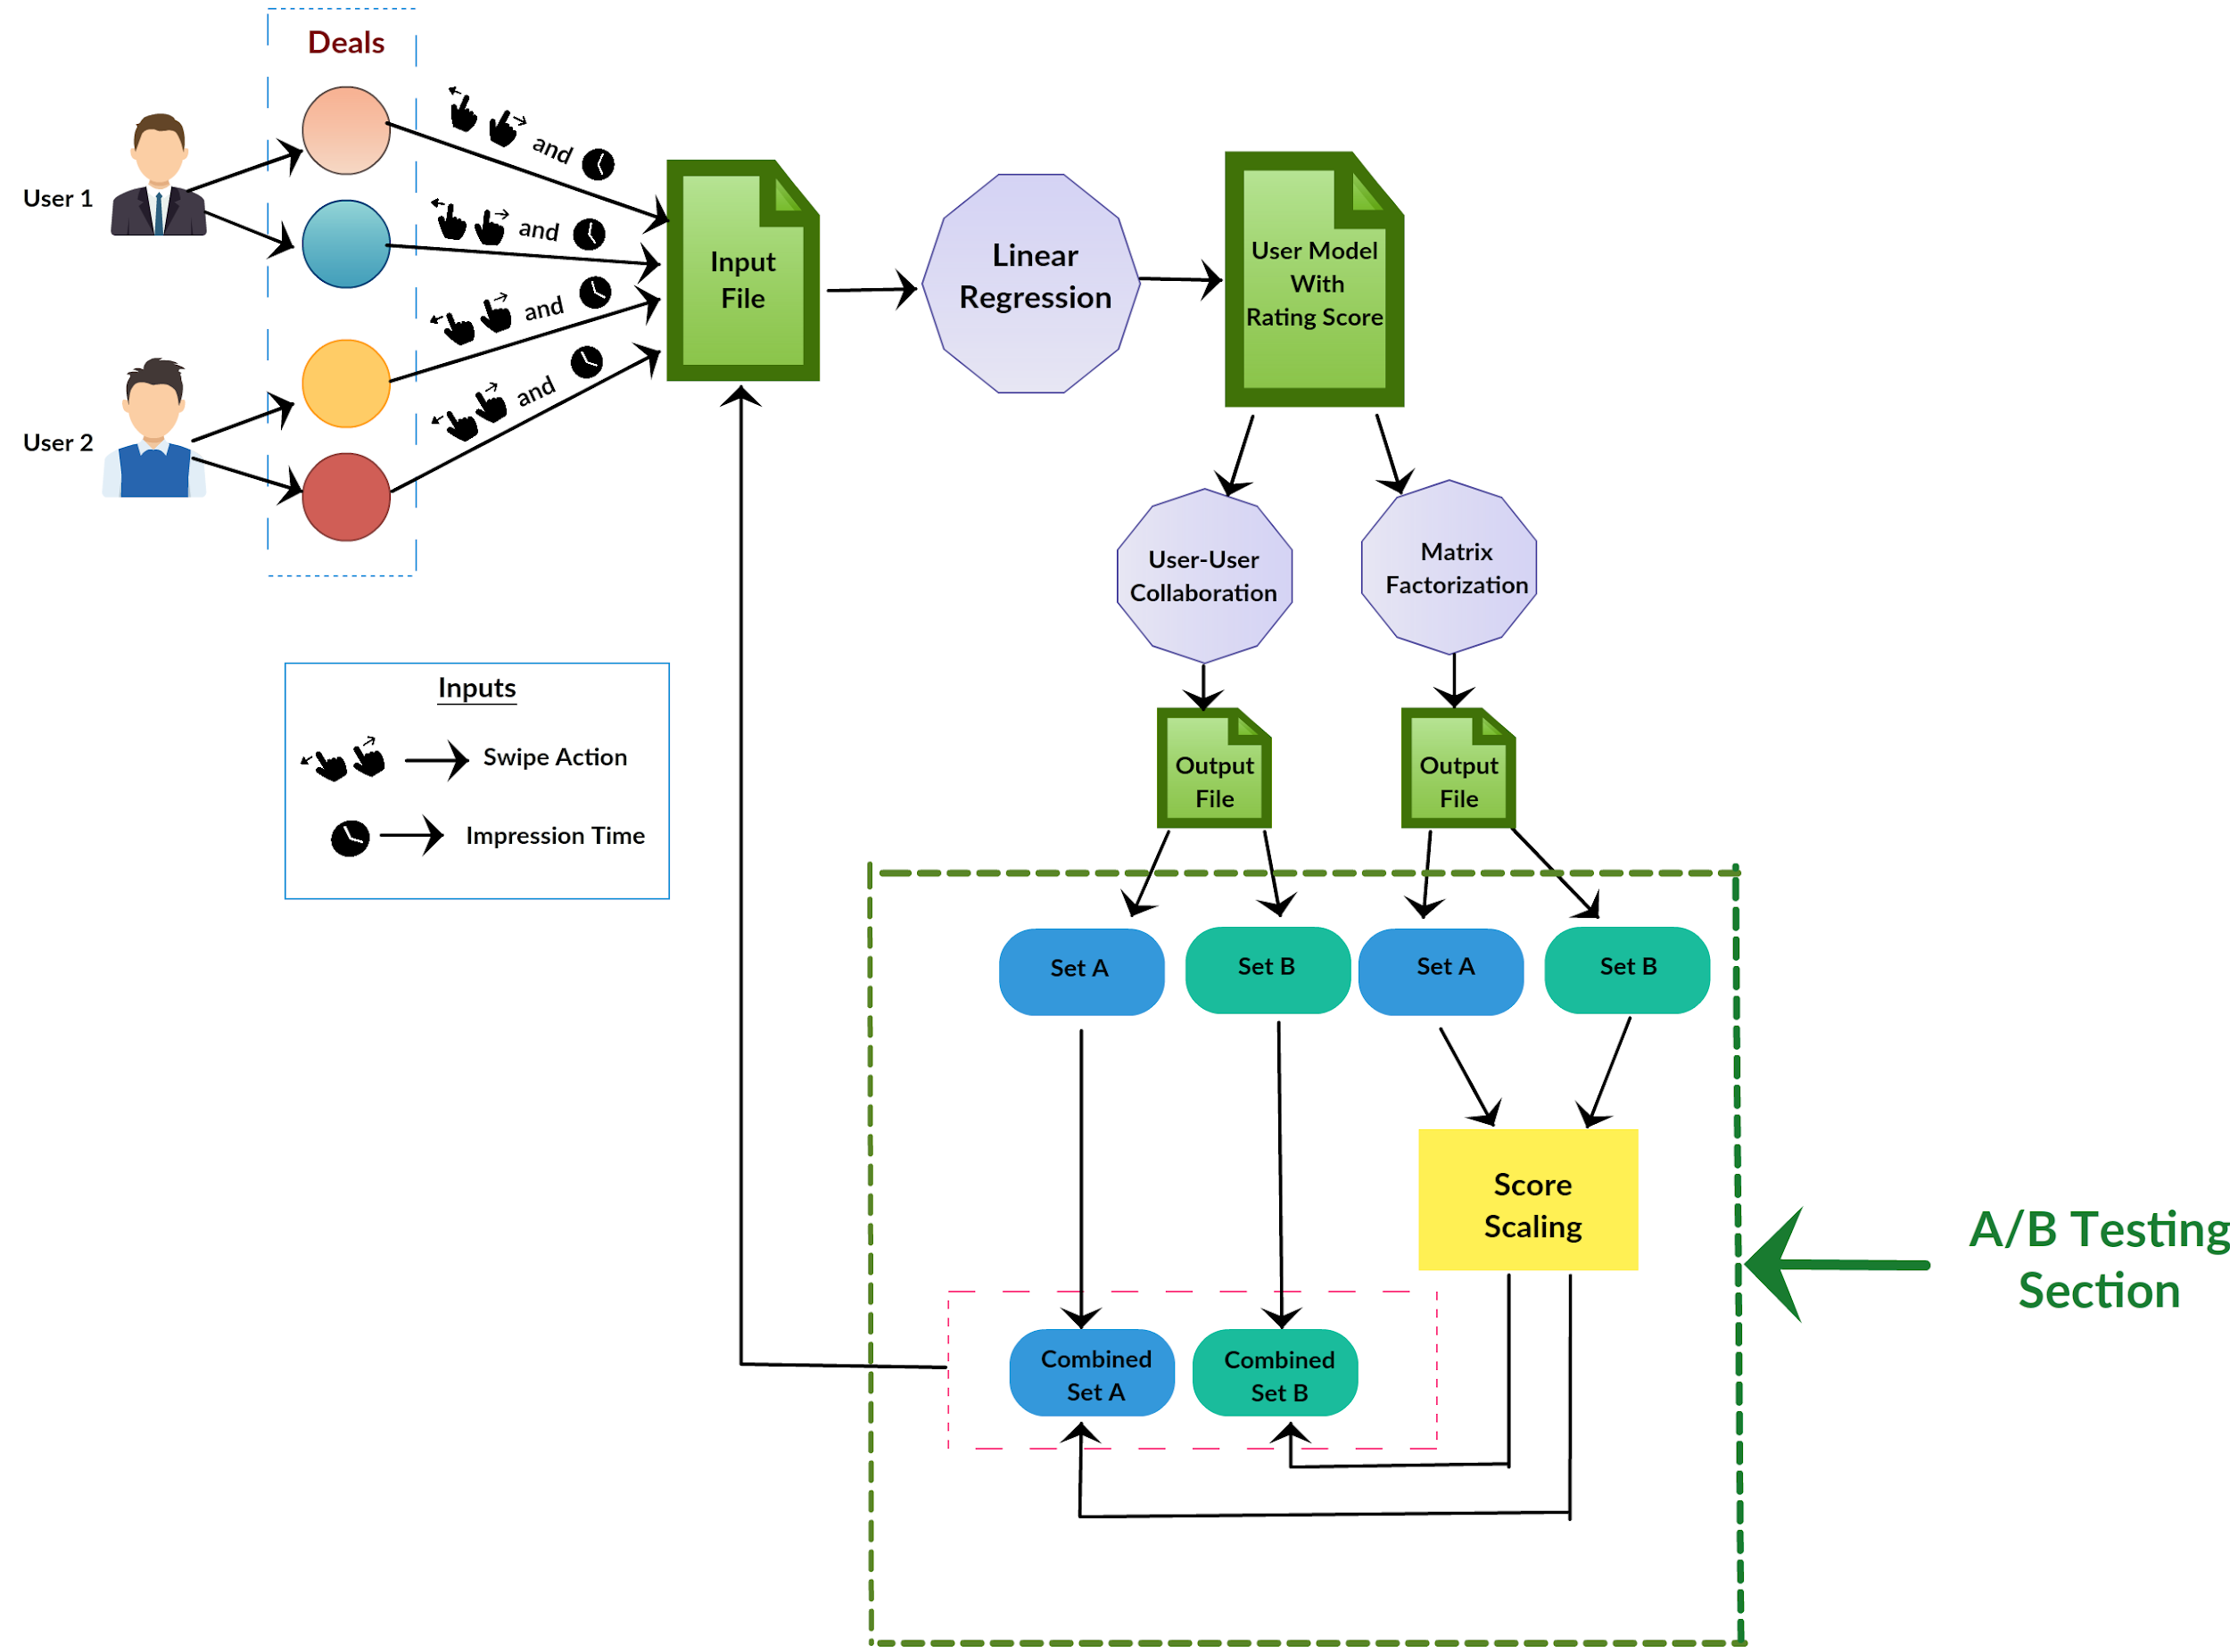 Deals
User 1
and
and
and
and
User 2
Input
File
Linear
Regression
User Model
With
Rating Score
User-User
Collaboration
Matrix
Factorization
Inputs
Swipe Action
Impression Time
Output
File
Output
File
Set A
Set B
Set A
Set B
Score
Scaling
A/B Testing
Section
Combined
Set A
Combined
Set B